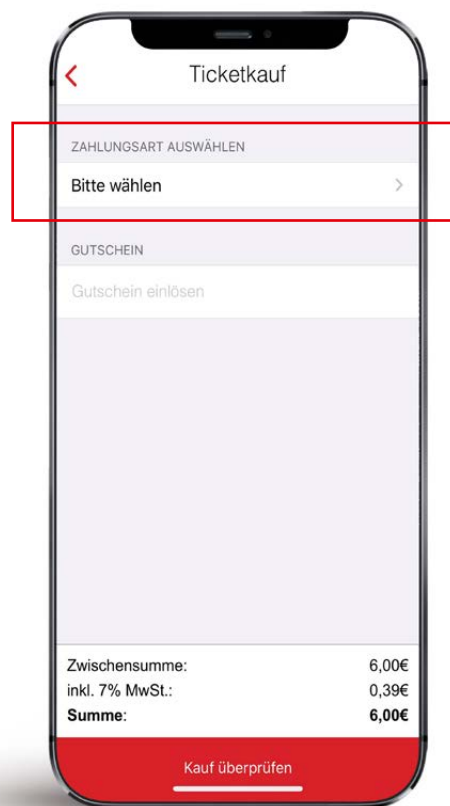 Ticketkauf
ZAHLUNGSART AUSWÄHLEN
Bitte wählen
GUTSCHEIN
Gutschein einlösen
Zwischensumme: 6,00€
inkl. 7% MwSt.: 0,39€
Summe: 6,00€
Kauf überprüfen